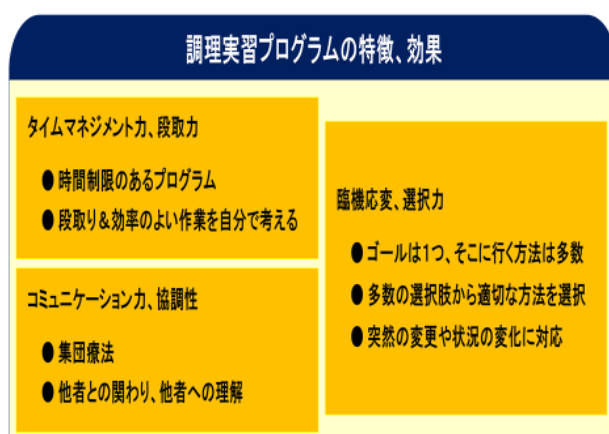 調理実習プログラムの特徴、効果
タイムマネジメント力、段取力
● 時間制限のあるプログラム
● 段取り＆効率のよい作業を自分で考える
コミュニケーション力、協調性
● 集団療法
● 他者との関わり、他者への理解
臨機応変、選択力
● ゴールは1つ、そこに行く方法は多数
● 多数の選択肢から適切な方法を選択
● 突然の変更や状況の変化に対応